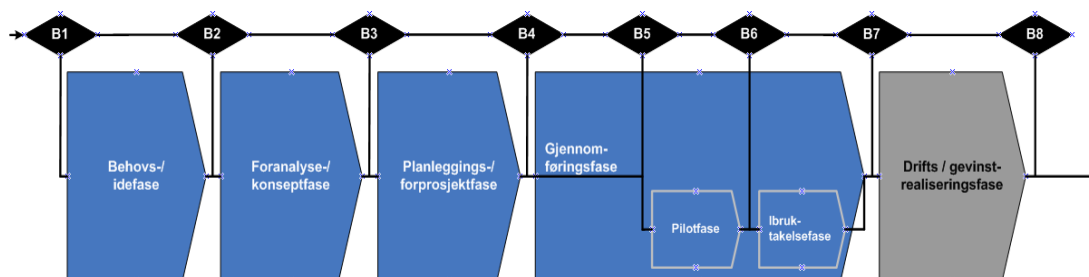 B1
B2
B3
B4
B5
B6
B7
B8
Behovs-/
idefase
Foranalyse-/
konseptfase
Planleggings-/
forprosjektfase
Gjennom-
føringsfase
Pilotfase
Ibruk-
takelsefase
Drifts / gevinst-
realiseringsfase